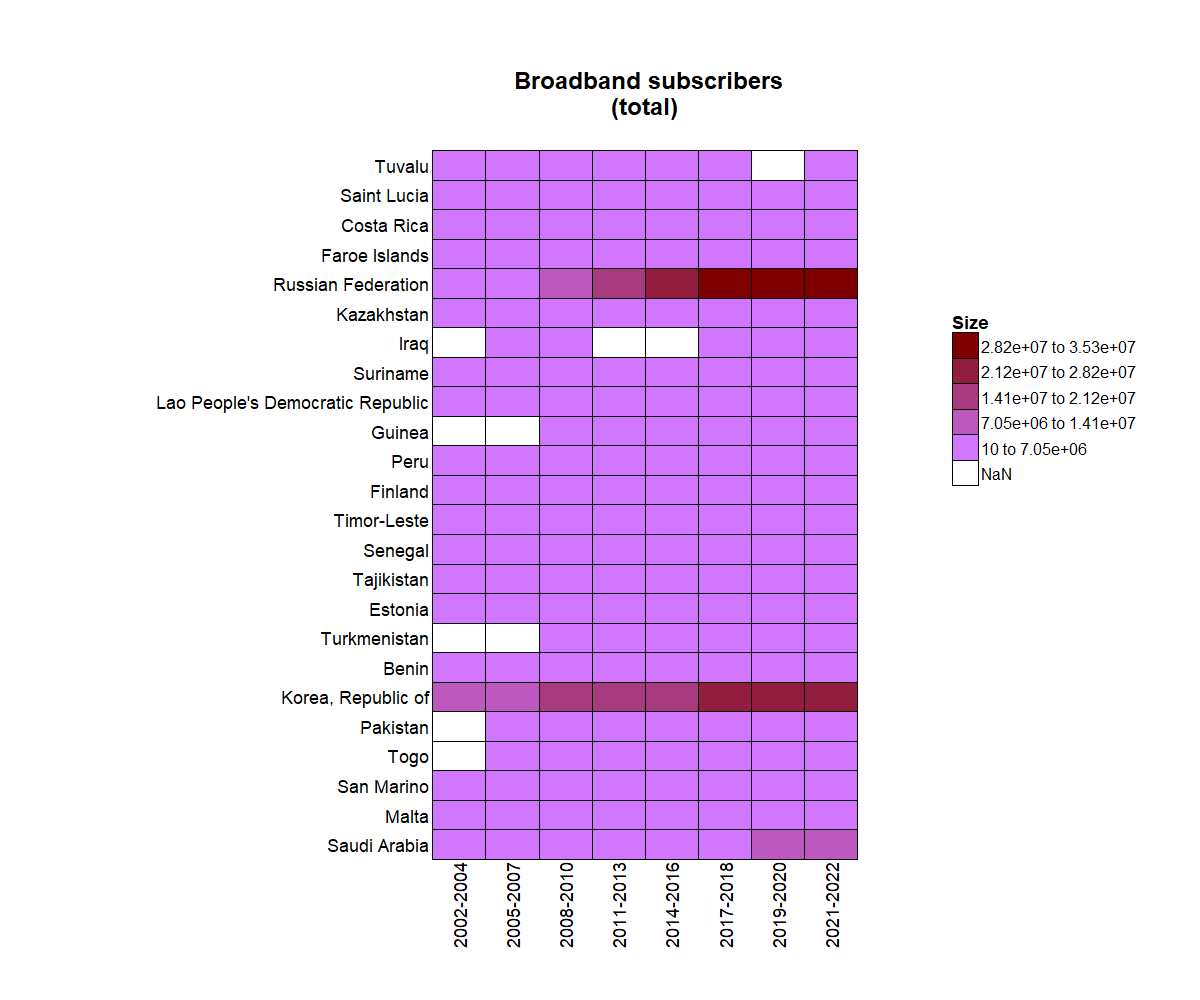 Broadband subscribers
(total)
Tuvalu
Saint Lucia
Costa Rica
Faroe Islands
Russian Federation
Kazakhstan
Iraq
Suriname
Lao People's Democratic Republic
Guinea
Peru
Finland
Timor-Leste
Senegal
Tajikistan
Estonia
Turkmenistan
Benin
Korea, Republic of
Pakistan
Togo
San Marino
Malta
Saudi Arabia
2002-2004
2005-2007
2008-2010
2011-2013
2014-2016
2017-2018
2019-2020
2021-2022
Size
2.82e+07 to 3.53e+07
2.12e+07 to 2.82e+07
1.41e+07 to 2.12e+07
7.05e+06 to 1.41e+07
10 to 7.05e+06
NaN